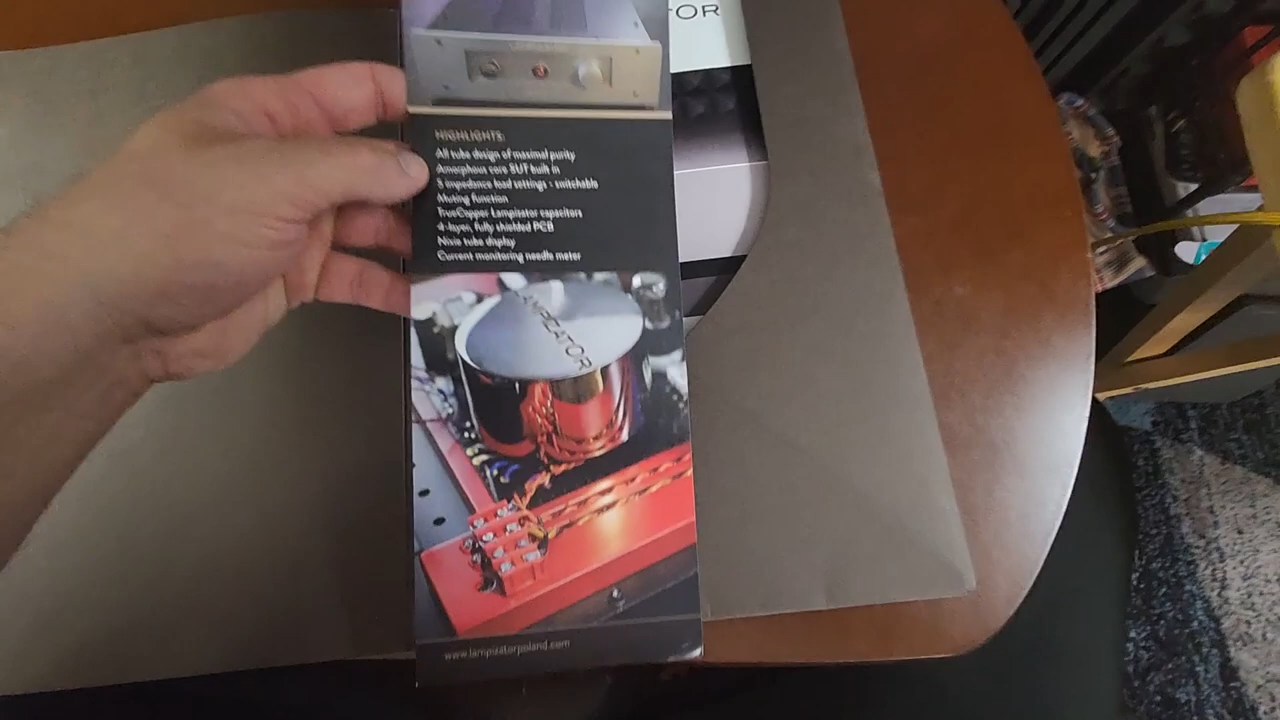 TOR
HIGHLIGHTS:
All tube design of maximal purity
Amorphous core SUT built in
5 impedance load settings - switchable
Muting function
TrueCopper Lampizator capacitors
4-layer, fully shielded PCB
Nixie tube display
Current monitoring needle meter
LAMPIZATOR
www.lampizatorpoland.com